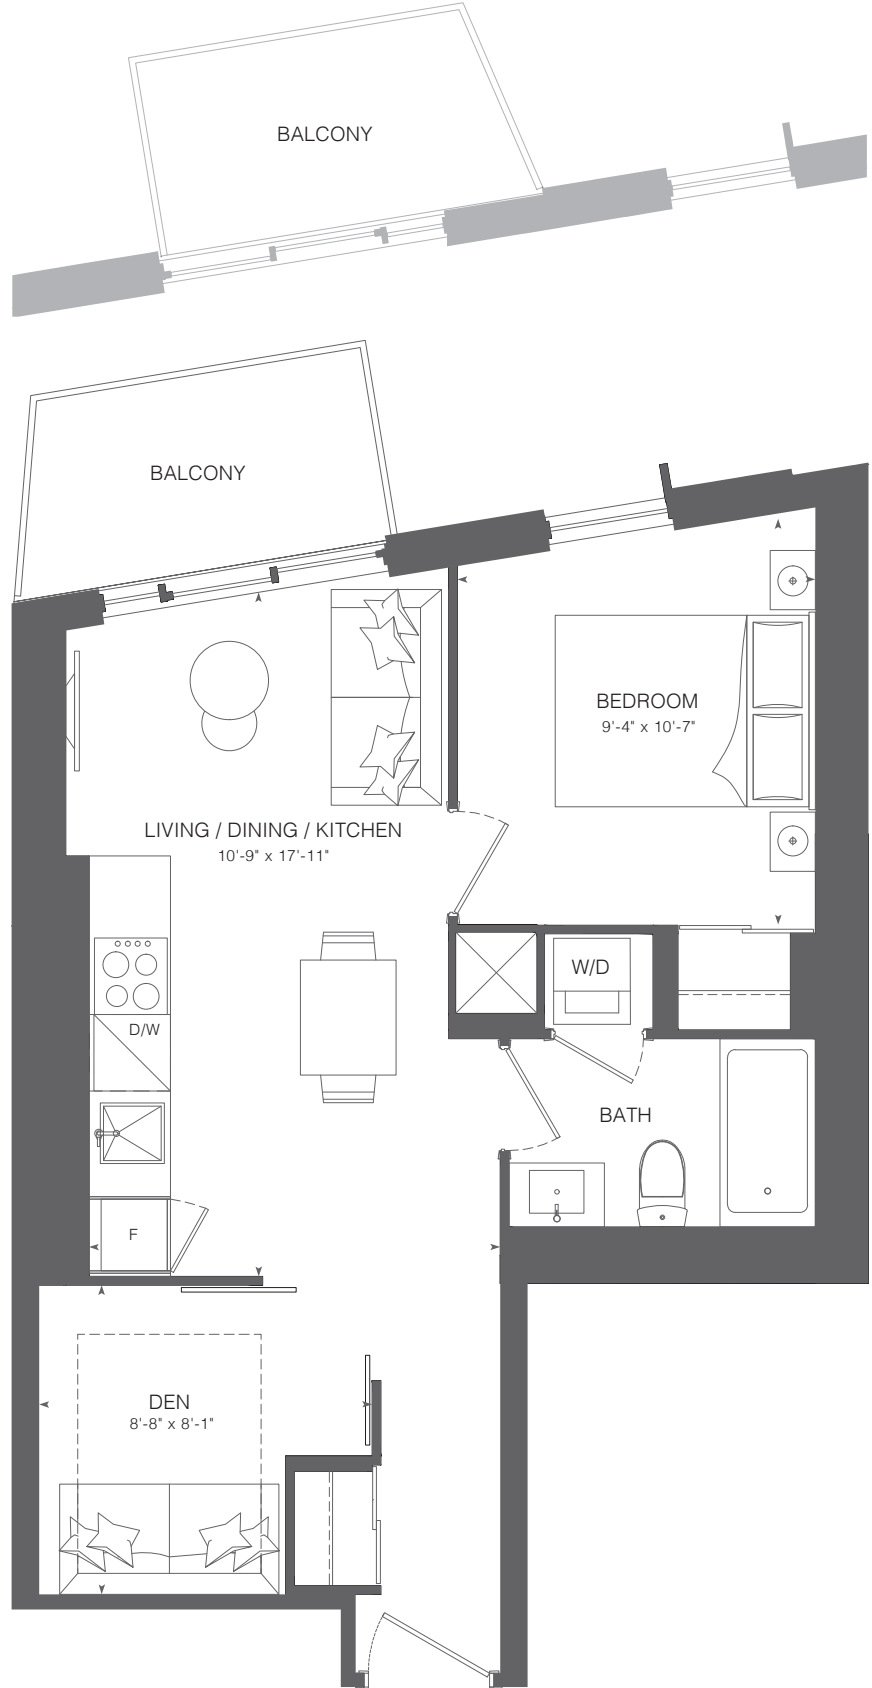 BALCONY
BALCONY
BEDROOM
9'-4" x 10'-7"
LIVING / DINING / KITCHEN
10'-9" x 17'-11"
W/D
D/W
BATH
F
DEN
8'-8" x 8'-1"